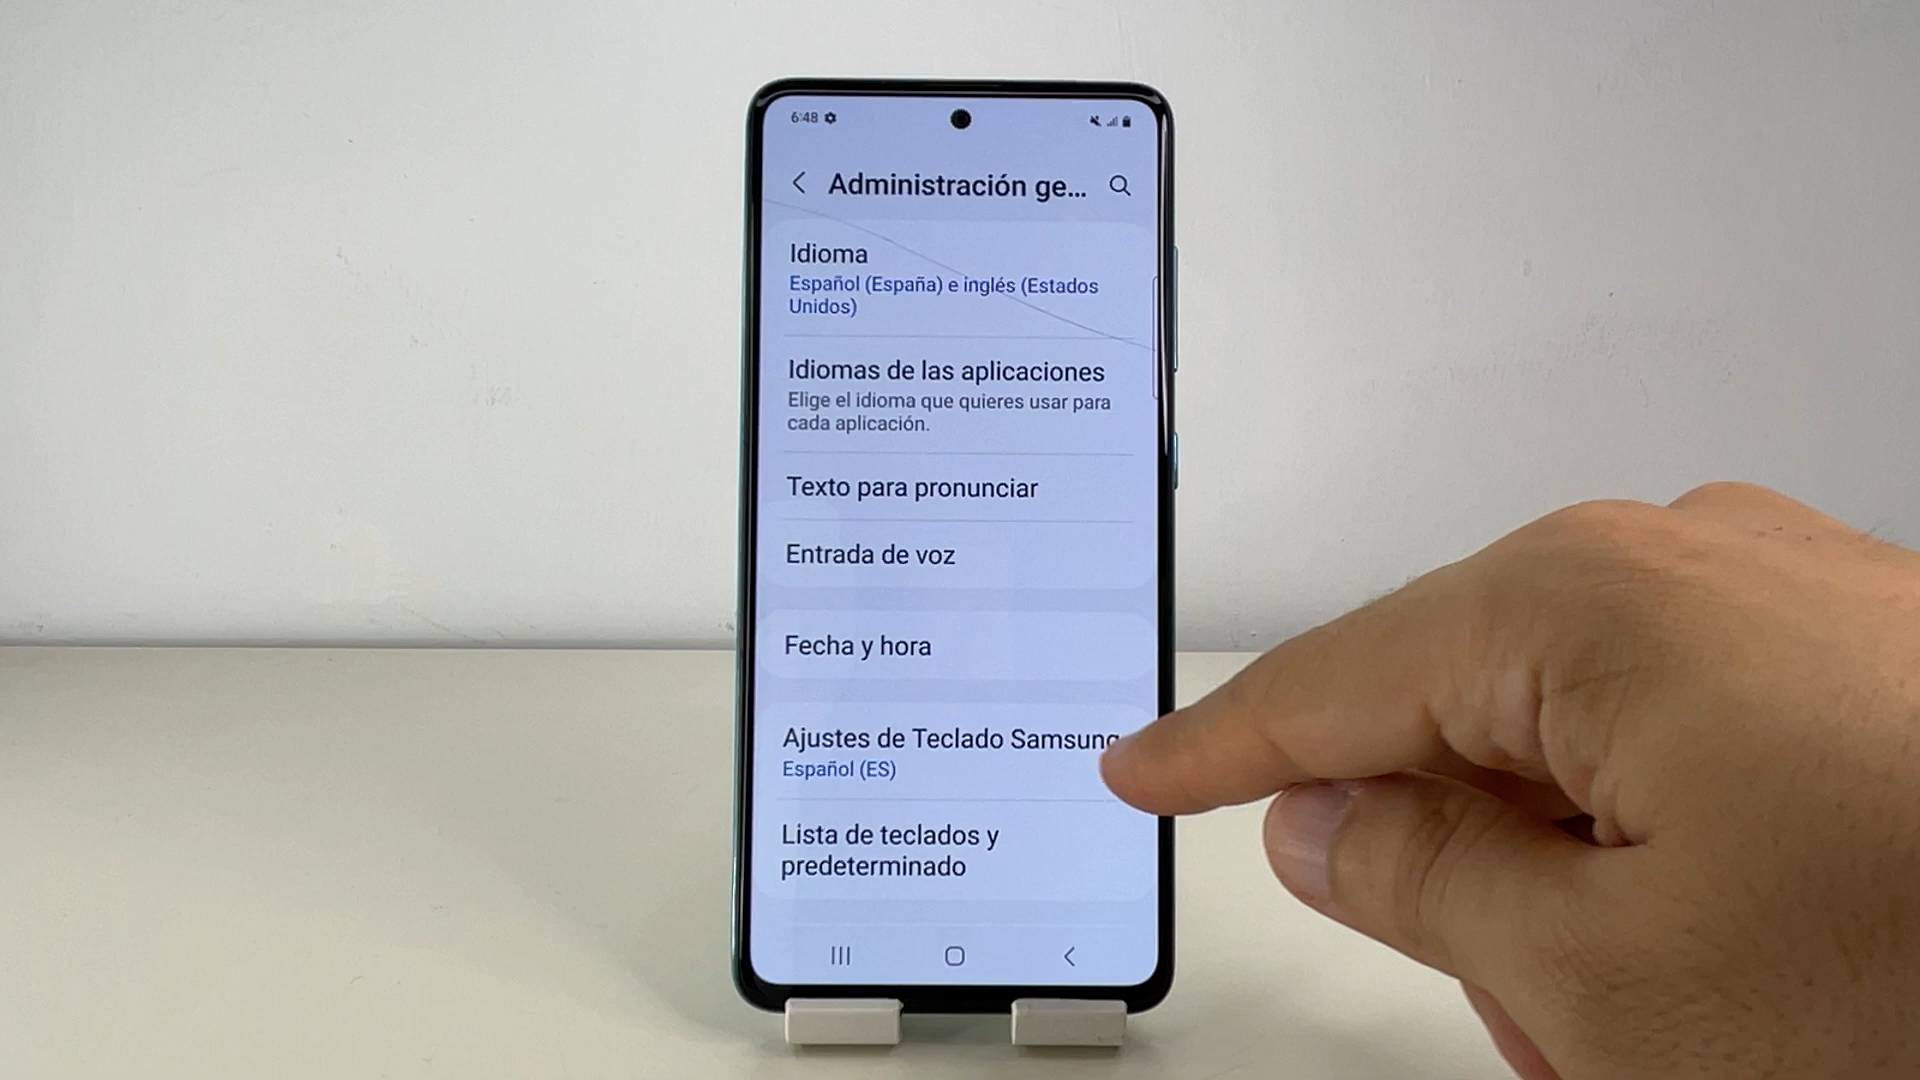 6:48
Administración ge...
Idioma
Español (España) e inglés (Estados
Unidos)
Idiomas de las aplicaciones
Elige el idioma que quieres usar para
cada aplicación.
Texto para pronunciar
Entrada de voz
Fecha y hora
Ajustes de Teclado Samsung
Español (ES)
Lista de teclados y
predeterminado